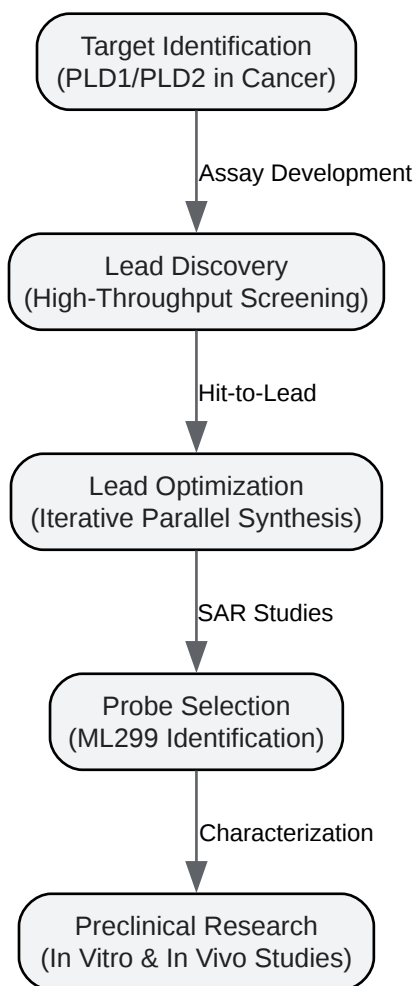 Target Identification
(PLD1/PLD2 in Cancer)
Assay Development
Lead Discovery
(High-Throughput Screening)
Hit-to-Lead
Lead Optimization
(Iterative Parallel Synthesis)
SAR Studies
Probe Selection
(ML299 Identification)
Characterization
Preclinical Research
(In Vitro & In Vivo Studies)